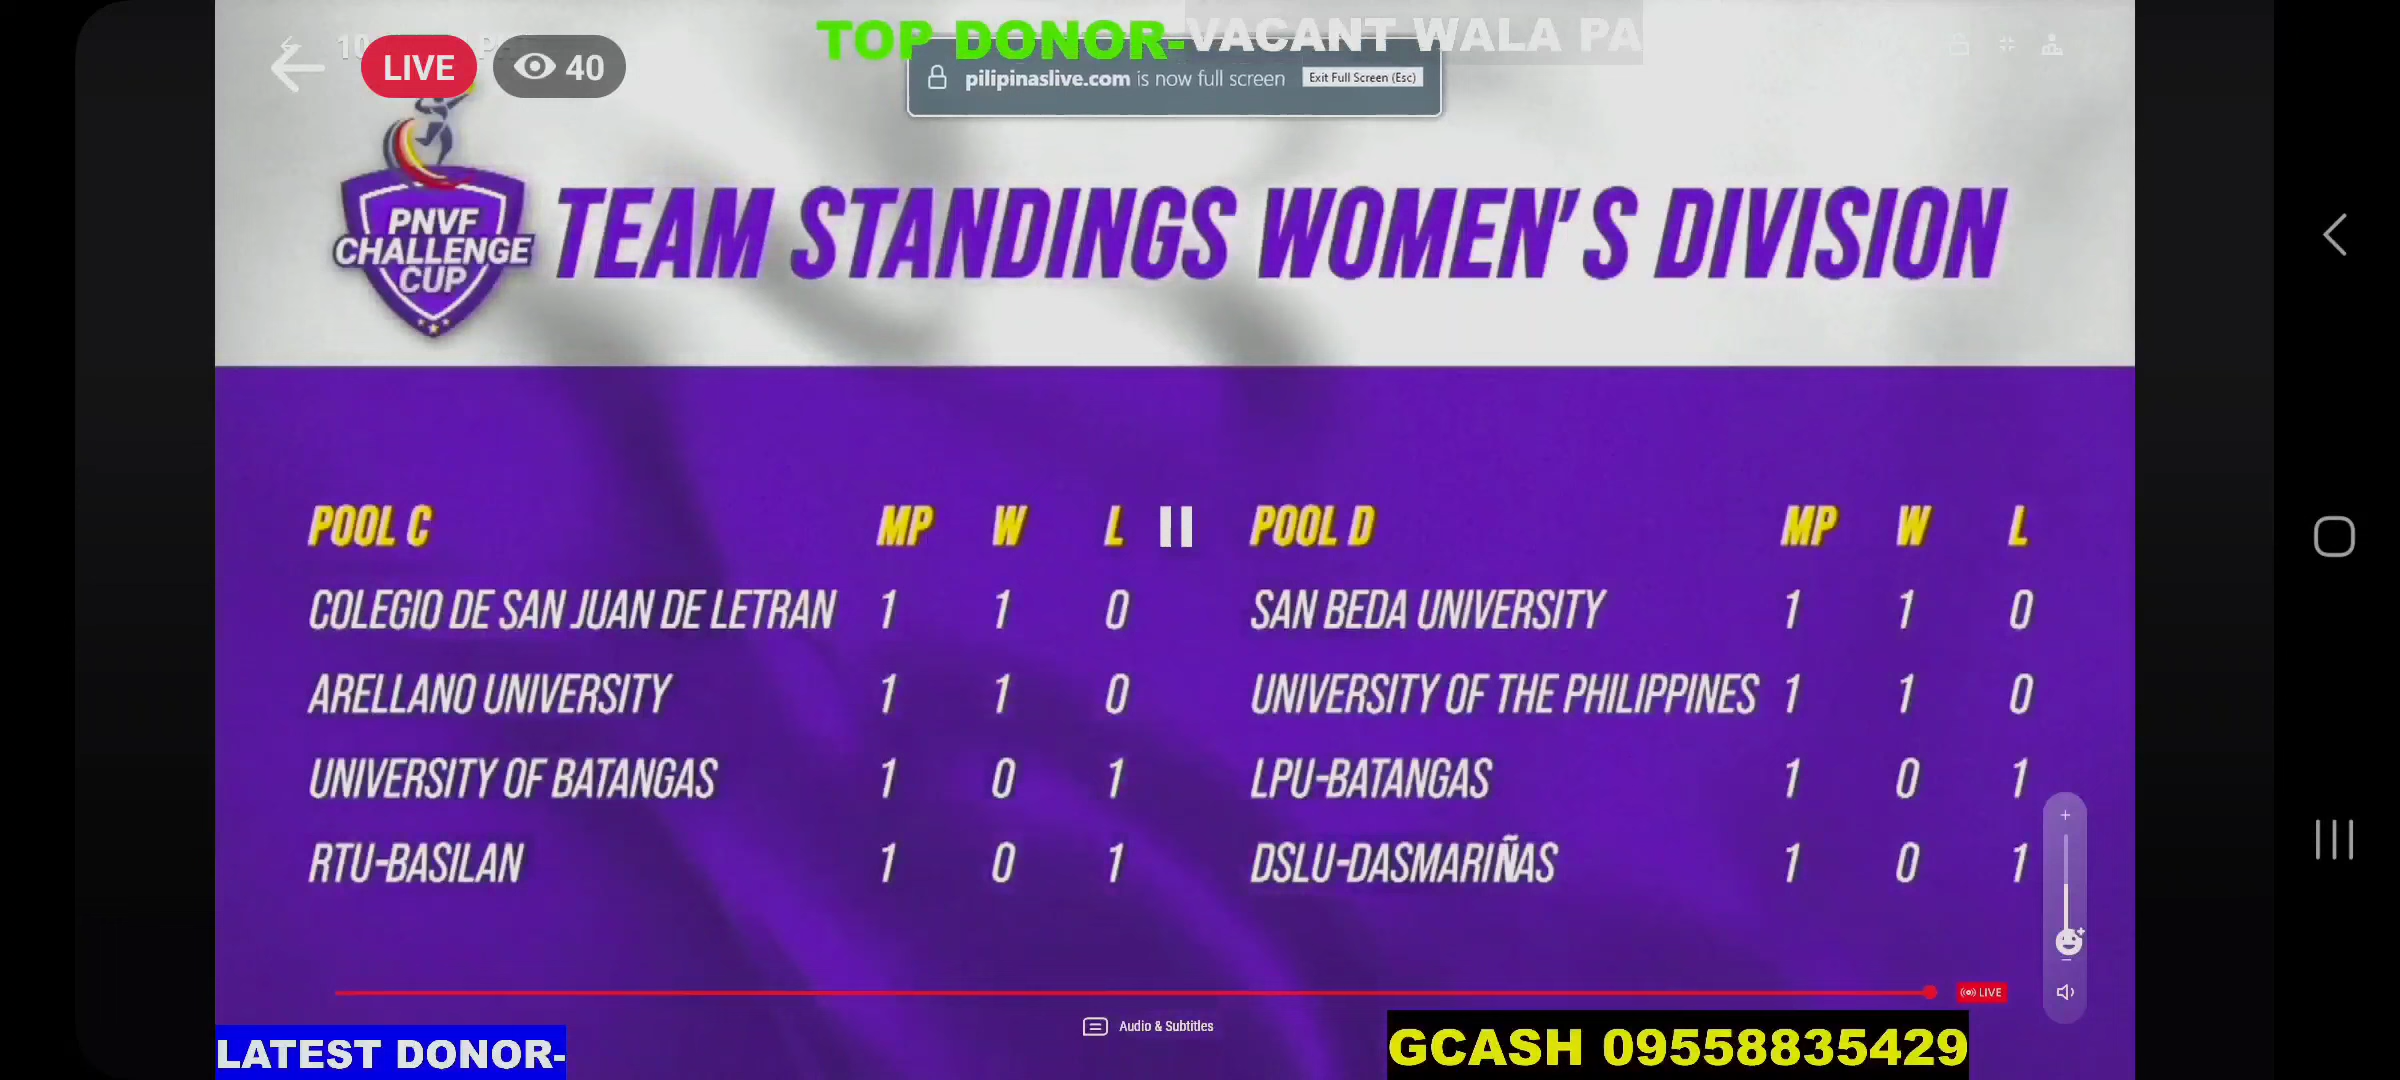 TOP DONOR-VACANT WALA PA
LIVE
40
pilipinaslive.com is now full screen Exit Full Screen (Esc)
PNVF
CHALLENGE
CUP
TEAM STANDINGS WOMEN'S DIVISION
POOL C MP W L
COLEGIO DE SAN JUAN DE LETRAN 1 1 0
ARELLANO UNIVERSITY 1 1 0
UNIVERSITY OF BATANGAS 1 0 1
RTU-BASILAN 1 0 1
POOL D MP W L
SAN BEDA UNIVERSITY 1 1 0
UNIVERSITY OF THE PHILIPPINES 1 1 0
LPU-BATANGAS 1 0 1
DSLU-DASMARIÑAS 1 0 1
LIVE
Audio & Subtitles
LATEST DONOR-
GCASH 09558835429